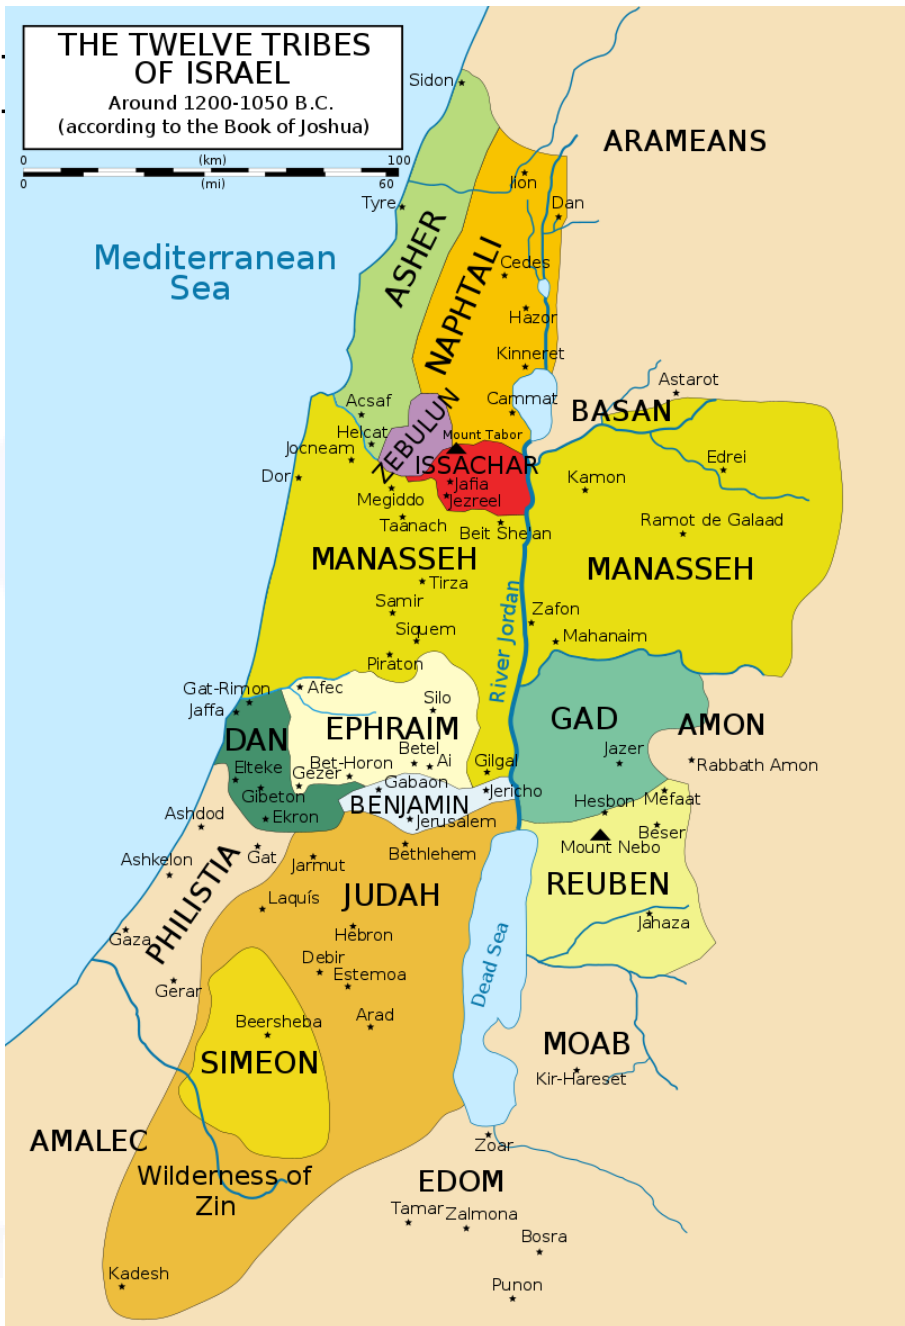 THE TWELVE TRIBES
OF ISRAEL
Around 1200-1050 B.C.
(according to the Book of Joshua)
0 (km) 100
0 (mi) 60
Sidon
ARAMEANS
Ijon
Tyre
Dan
ASHER
Mediterranean
Sea
NAPHTALI
Cedes
Hazor
Kinneret
Astarot
Cammat
Acsaf
BASAN
ZEBULUN
Helcat
Mount Tabor
Jocneam
ISSACHAR
Edrei
Dor
Jafia
Kamon
Megiddo
Jezreel
Taanach
Beit Shelan
Ramot de Galaad
MANASSEH
MANASSEH
Tirza
Samir
River Jordan
Zafon
Siquem
Mahanaim
Piraton
Gat-Rimon
Afec
Jaffa
Silo
GAD
AMON
EPHRAIM
DAN
Betel
Ai
Jazer
Gilgal
Rabbath Amon
Elteke
Bet-Horon
Gezer
Gabaon
Jericho
Gibeton
BENJAMIN
Hesbon
Mefaat
Ashdod
Ekron
Jerusalem
Beser
Mount Nebo
Bethlehem
Ashkelon
Gat
Jarmut
PHILISTIA
REUBEN
JUDAH
Laquís
Jahaza
Gaza
Hebron
Debir
Dead Sea
Estemoa
Gerar
Beersheba
Arad
MOAB
SIMEON
Kir-Hareset
AMALEC
Zoar
Wilderness of
Zin
EDOM
Tamar
Zalmona
Bosra
Kadesh
Punon